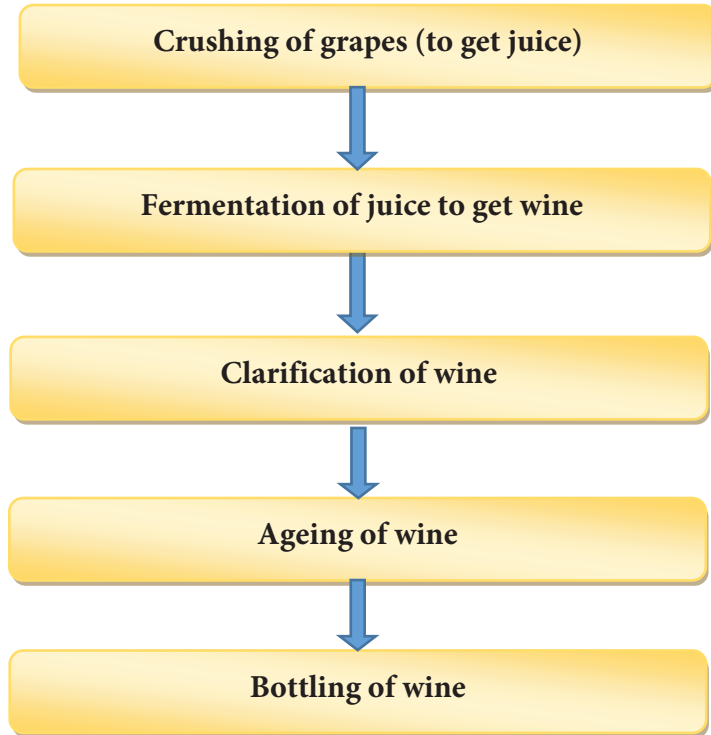 Crushing of grapes (to get juice)
Fermentation of juice to get wine
Clarification of wine
Ageing of wine
Bottling of wine